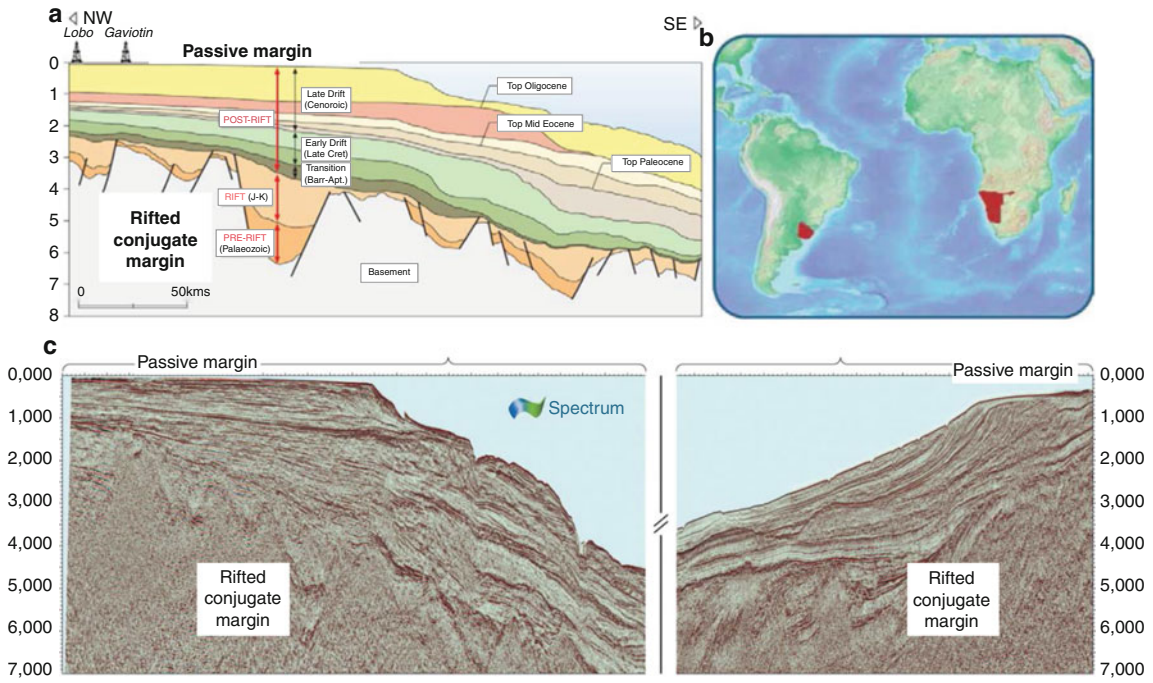 a
NW
Lobo
Gaviotin
Passive margin
SE
0
1
2
3
4
5
6
7
8
Top Oligocene
Late Drift
(Cenoroic)
POST-RIFT
Top Mid Eocene
Early Drift
(Late Cret)
Top Paleocene
Transition
(Barr-Apt.)
RIFT (J-K)
Rifted
conjugate
margin
PRE-RIFT
(Palaeozoic)
Basement
0
50kms
b
c
Passive margin
Passive margin
0,000
1,000
2,000
3,000
4,000
5,000
6,000
7,000
Spectrum
Rifted
conjugate
margin
Rifted
conjugate
margin
0,000
1,000
2,000
3,000
4,000
5,000
6,000
7,000